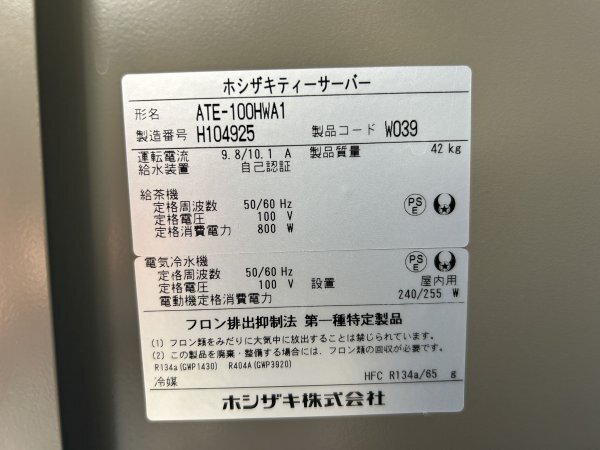 ホシザキティーサーバー
形名 ATE-100HWA1
製造番号 H104925 製品コード W039
運転電流 9.8/10.1 A 製品質量 42 kg
給水装置 自己認証
給茶機
定格周波数 50/60 Hz
定格電圧 100 V
定格消費電力 800 W
PS
E
電気冷水機
定格周波数 50/60 Hz
定格電圧 100 V 設置 屋内用
電動機定格消費電力 240/255 W
PS
E
フロン排出抑制法 第一種特定製品
(1) フロン類をみだりに大気中に放出することは禁じられています。
(2) この製品を廃棄・整備する場合には、フロン類の回収が必要です。
R134a(GWP1430) R404A(GWP3920)
冷媒 HFC R134a/65 g
ホシザキ株式会社